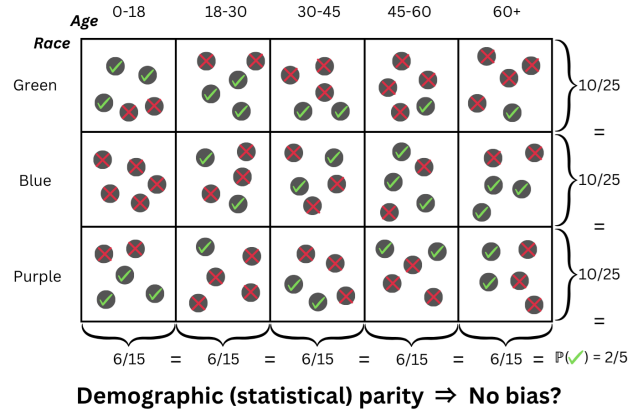 Age 0-18 18-30 30-45 45-60 60+
Race
Green 10/25
=
Blue 10/25
=
Purple 10/25
=
6/15 = 6/15 = 6/15 = 6/15 = 6/15 = ℙ(✓) = 2/5
Demographic (statistical) parity ⇒ No bias?